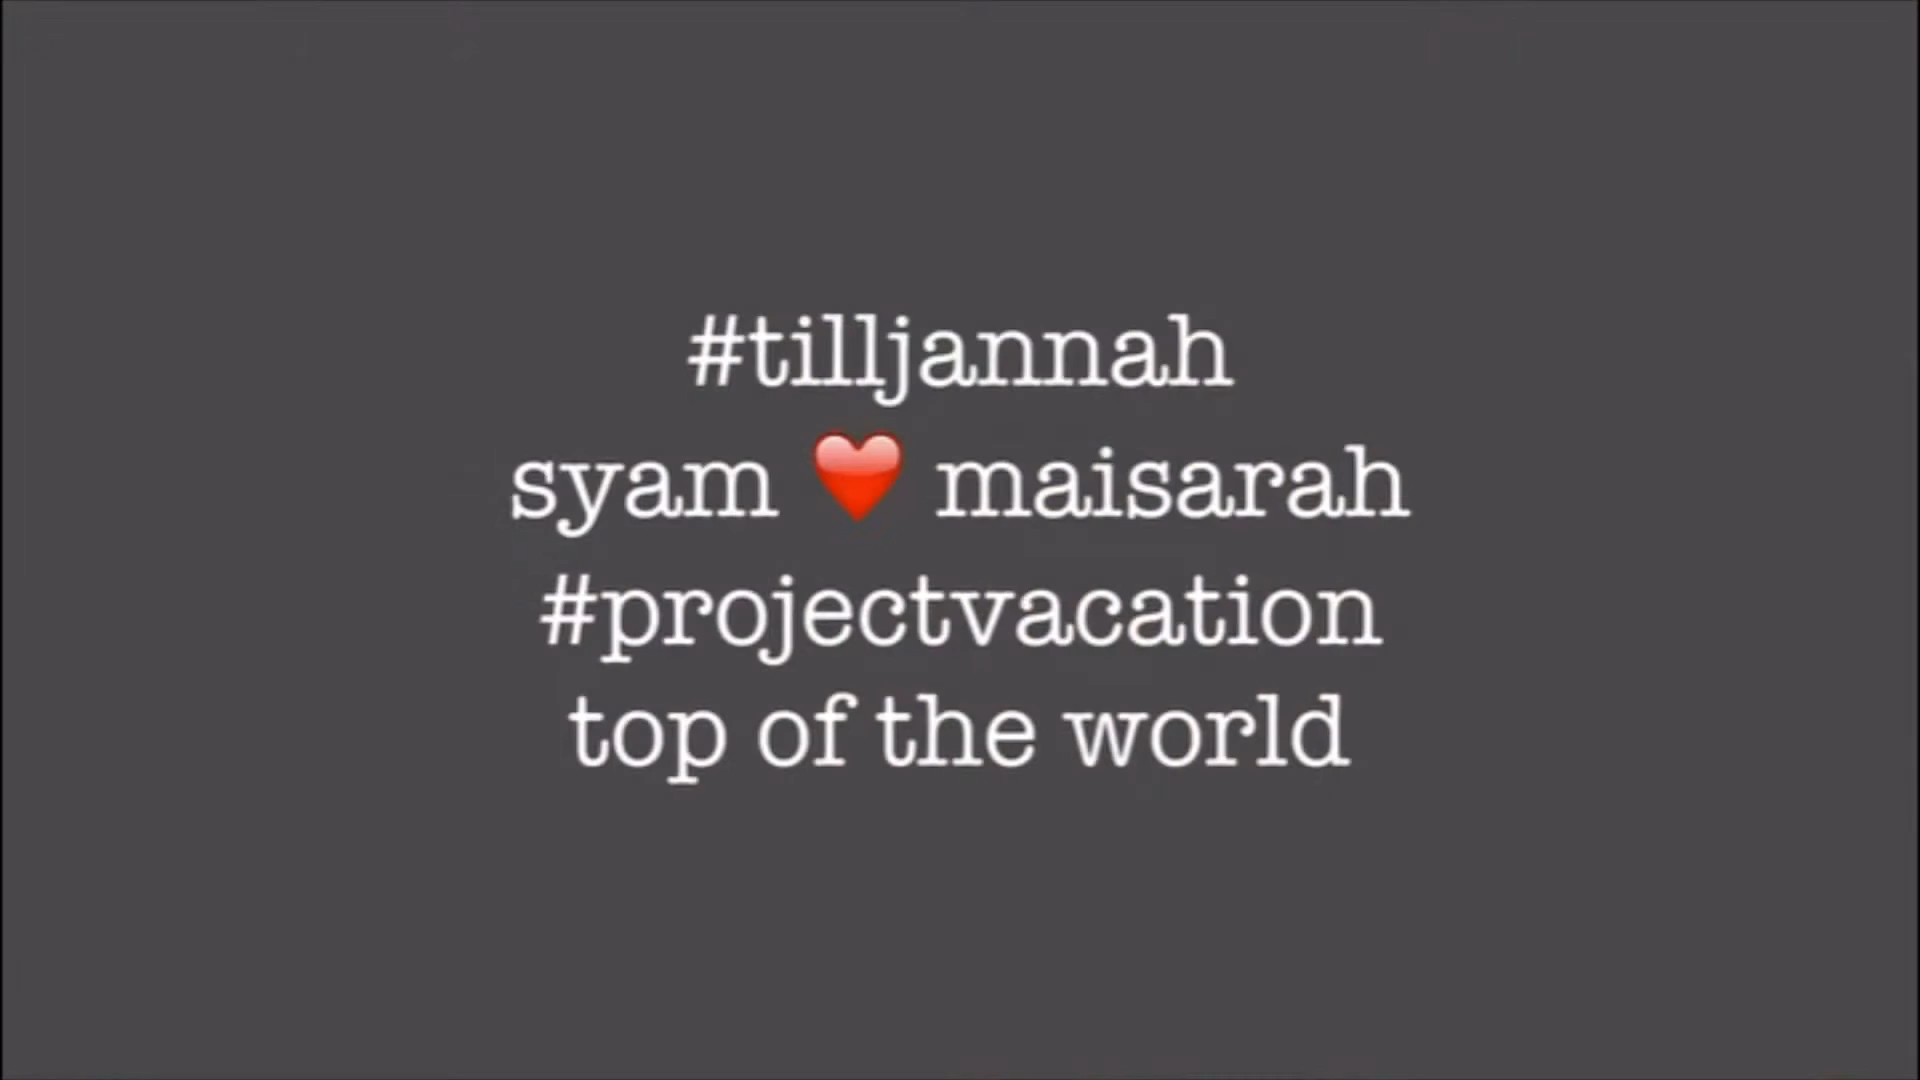 #tilljannah
syam ❤️ maisarah
#projectvacation
top of the world